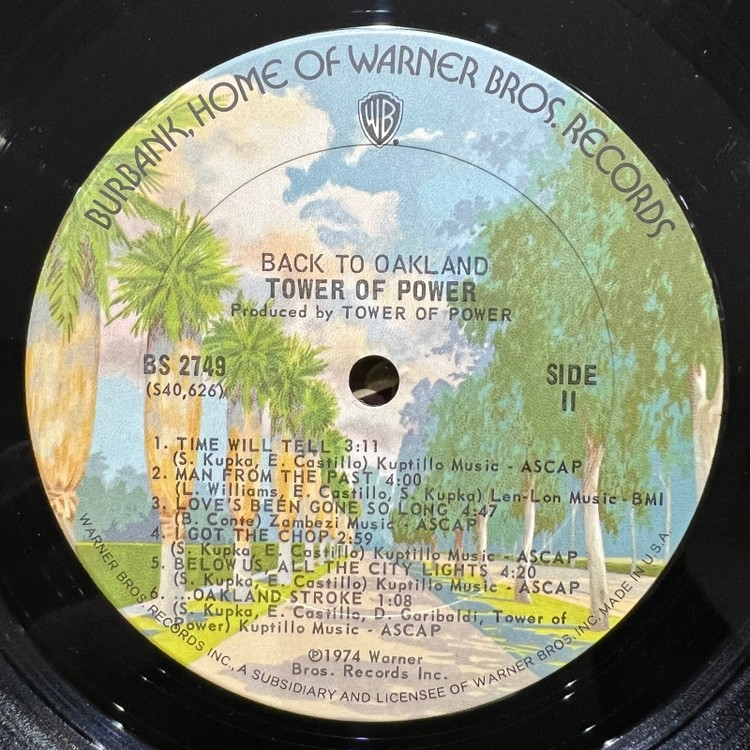 BURBANK, HOME OF WARNER BROS. RECORDS
WB
BACK TO OAKLAND
TOWER OF POWER
Produced by TOWER OF POWER
BS 2749
(S40,626)
SIDE
II
1. TIME WILL TELL 3:11
(S. Kupka, E. Castillo) Kuptillo Music - ASCAP
2. MAN FROM THE PAST 4:00
(L. Williams, E. Castillo, S. Kupka) Len-Lon Music - BMI
3. LOVE'S BEEN GONE SO LONG 4:47
(B. Conte) Zambezi Music - ASCAP
4. I GOT THE CHOP 2:59
(S. Kupka, E. Castillo) Kuptillo Music - ASCAP
5. BELOW US, ALL THE CITY LIGHTS 4:20
(S. Kupka, E. Castillo) Kuptillo Music - ASCAP
6. ...OAKLAND STROKE 1:08
(S. Kupka, E. Castillo, D. Garibaldi, Tower of
Power) Kuptillo Music - ASCAP
℗1974 Warner
Bros. Records Inc.
WARNER BROS. RECORDS INC., A SUBSIDIARY AND LICENSEE OF WARNER BROS. INC. MADE IN U.S.A.